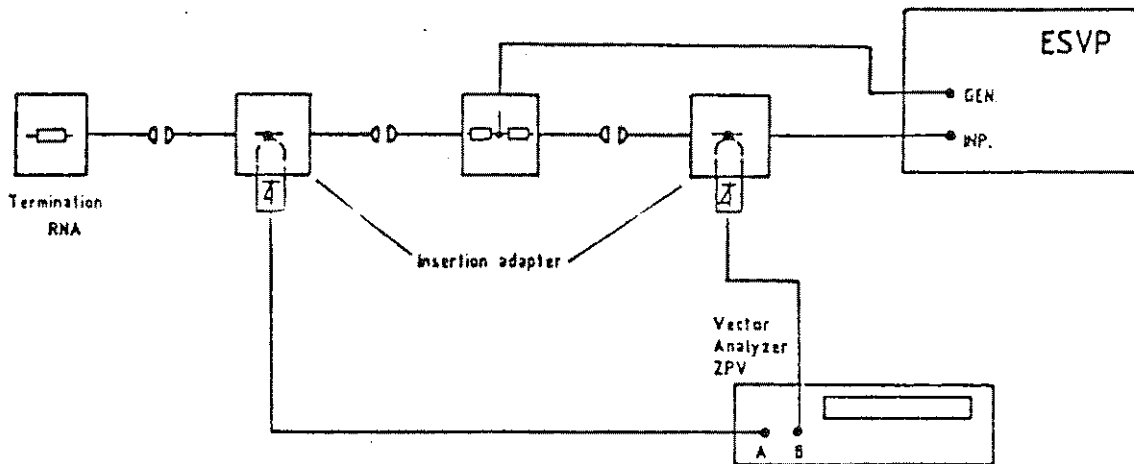 ESVP
GEN.
INP.
Termination
RNA
Insertion adapter
Vector
Analyzer
ZPV
A B